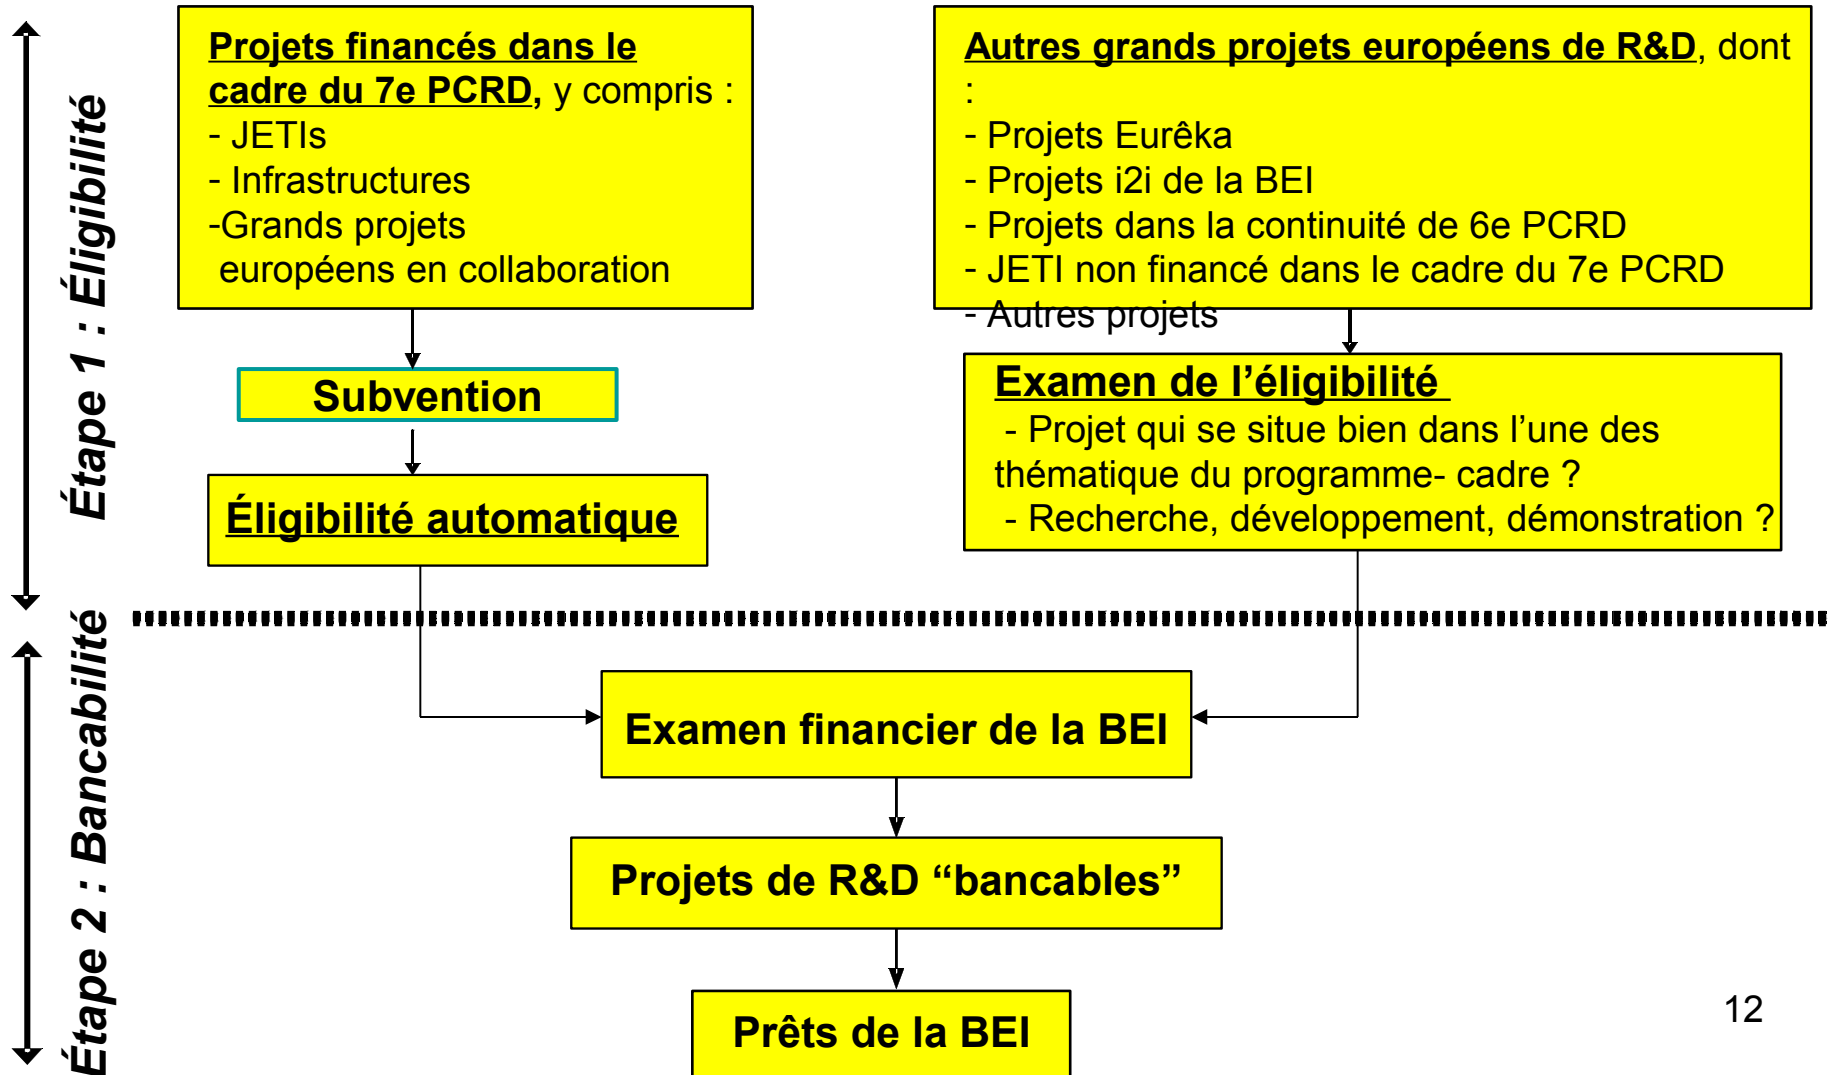 Étape 1 : Éligibilité
Projets financés dans le
cadre du 7e PCRD, y compris :
- JETIs
- Infrastructures
-Grands projets
européens en collaboration
Subvention
Éligibilité automatique
Autres grands projets européens de R&D, dont
:
- Projets Eurêka
- Projets i2i de la BEI
- Projets dans la continuité de 6e PCRD
- JETI non financé dans le cadre du 7e PCRD
- Autres projets
Examen de l’éligibilité
- Projet qui se situe bien dans l’une des
thématique du programme- cadre ?
- Recherche, développement, démonstration ?
Étape 2 : Bancabilité
Examen financier de la BEI
Projets de R&D “bancables”
Prêts de la BEI
12